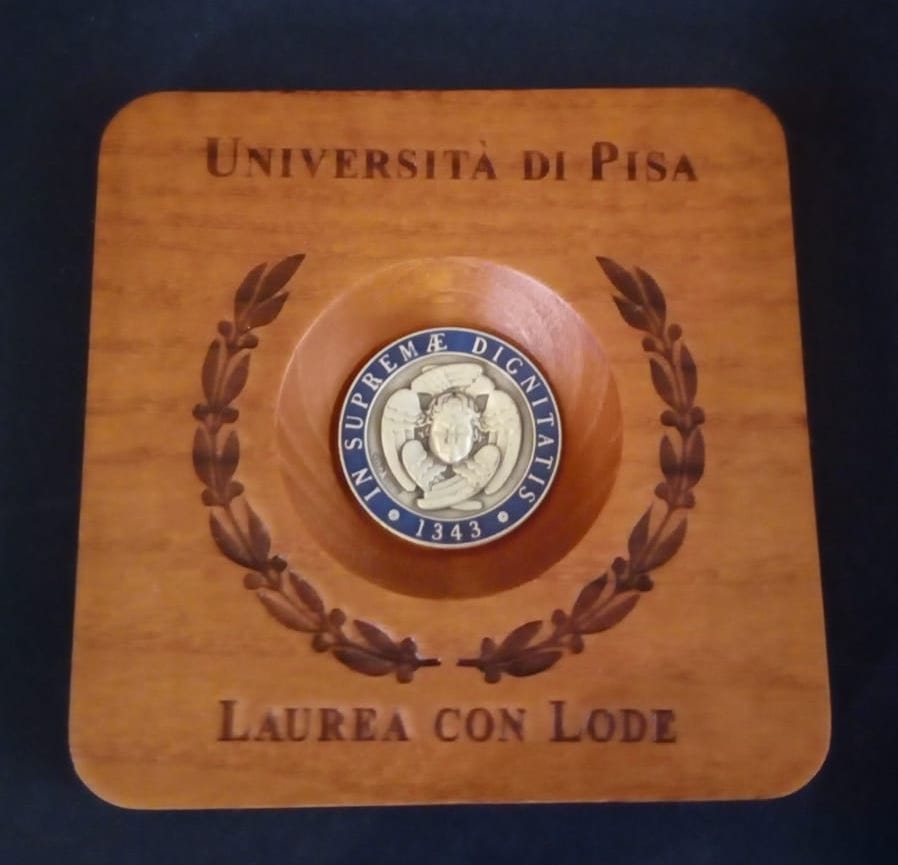 UNIVERSITÀ DI PISA
IN SUPREMÆ DIGNITATIS
• 1343 •
LAUREA CON LODE